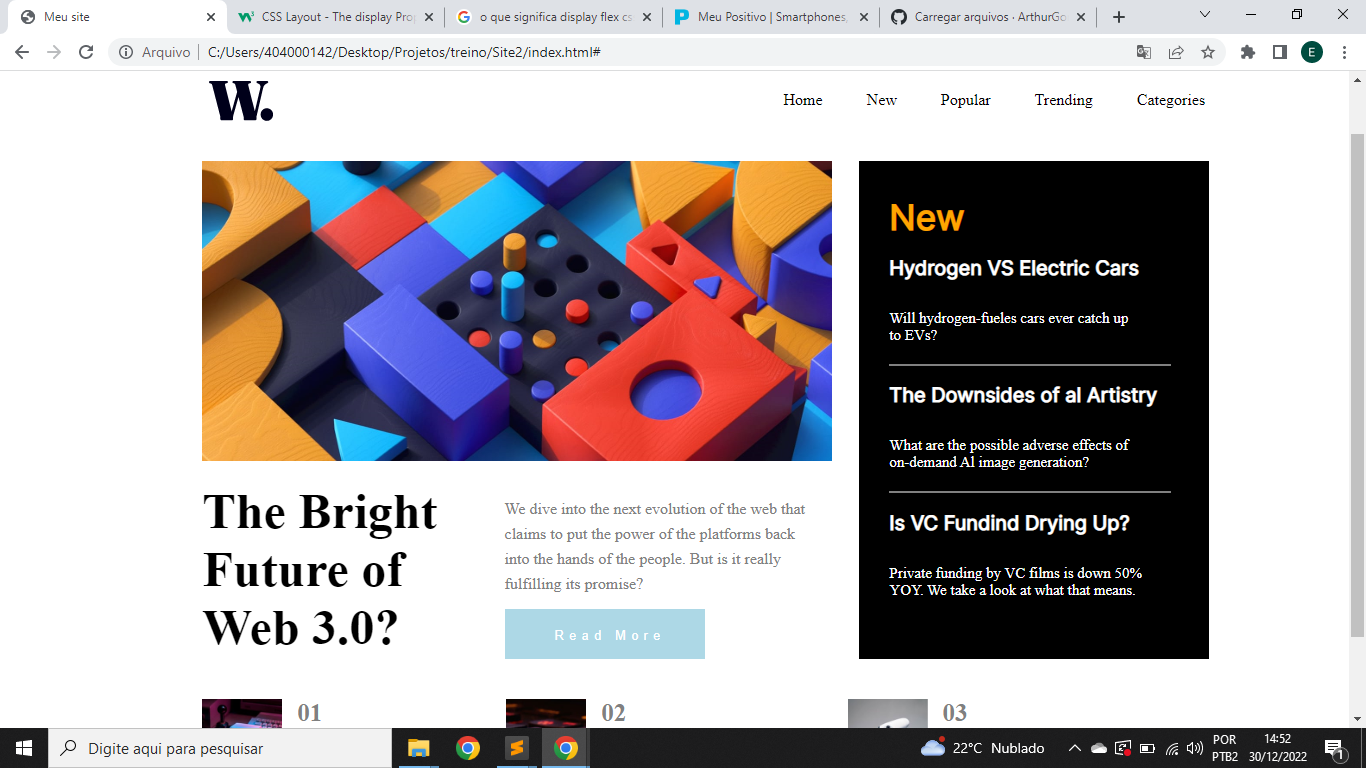 Meu site
CSS Layout - The display Prop
o que significa display flex cs
Meu Positivo | Smartphones,
Carregar arquivos · ArthurGo
Arquivo
C:/Users/404000142/Desktop/Projetos/treino/Site2/index.html#
E
W.
Home
New
Popular
Trending
Categories
New
Hydrogen VS Electric Cars
Will hydrogen-fueles cars ever catch up
to EVs?
The Downsides of al Artistry
What are the possible adverse effects of
on-demand Al image generation?
Is VC Fundind Drying Up?
Private funding by VC films is down 50%
YOY. We take a look at what that means.
The Bright
Future of
Web 3.0?
We dive into the next evolution of the web that
claims to put the power of the platforms back
into the hands of the people. But is it really
fulfilling its promise?
Read More
01
02
03
Digite aqui para pesquisar
22°C Nublado
POR
PTB2
14:52
30/12/2022
1